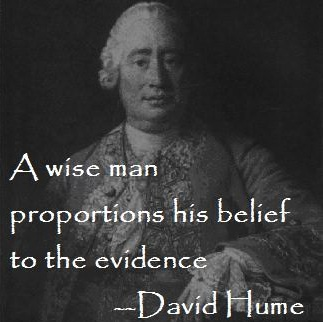 A wise man
proportions his belief
to the evidence
--David Hume